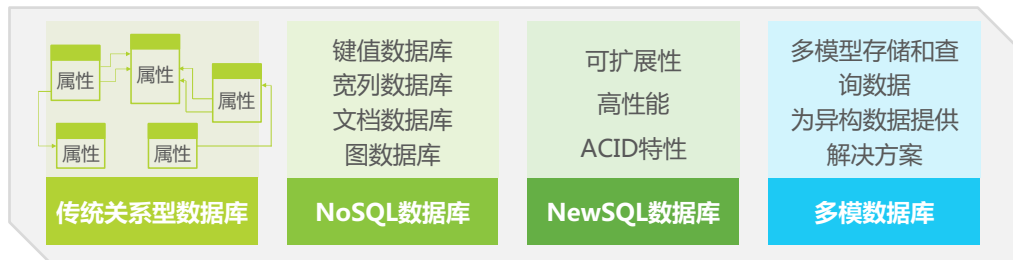 属性
属性
属性
属性
属性
传统关系型数据库
键值数据库
宽列数据库
文档数据库
图数据库
NoSQL数据库
可扩展性
高性能
ACID特性
NewSQL数据库
多模型存储和查
询数据
为异构数据提供
解决方案
多模数据库